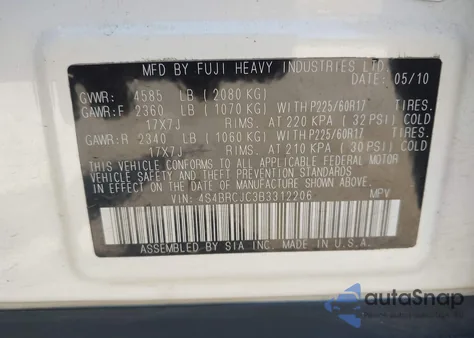 MFD. BY FUJI HEAVY INDUSTRIES LTD.
DATE 05/10
GVWR: 4585 LB (2080 KG)
GAWR:F 2360 LB (1070 KG) WITH P225/60R17 TIRES.
17X7J RIMS, AT 220 KPA (32 PSI) COLD
GAWR:R 2340 LB (1060 KG) WITH P225/60R17 TIRES.
17X7J RIMS, AT 210 KPA (30 PSI) COLD
THIS VEHICLE CONFORMS TO ALL APPLICABLE FEDERAL MOTOR
VEHICLE SAFETY, BUMPER, AND THEFT PREVENTION STANDARDS
IN EFFECT ON THE DATE OF MANUFACTURE SHOWN ABOVE.
VIN: 4S4BRCJC3B3312206 MPV
ASSEMBLED BY SIA INC. MADE IN U.S.A.
autoSnap